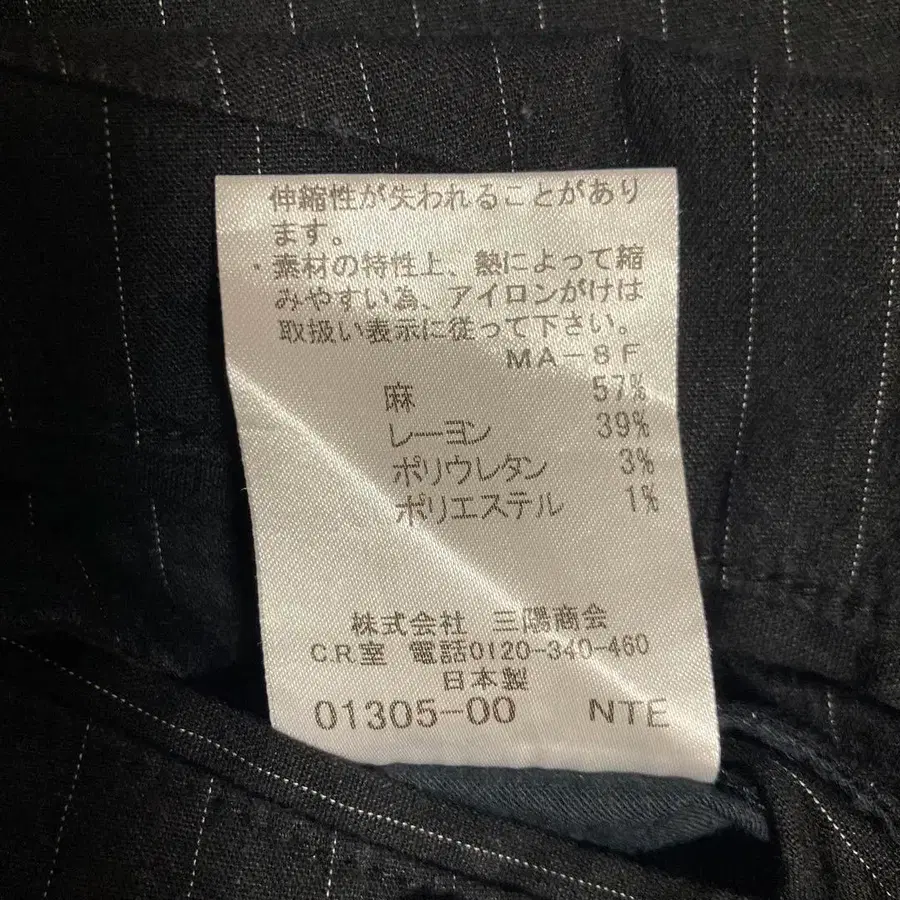 伸縮性が失われることがあり
ます。
・素材の特性上、熱によって縮
みやすい為、アイロンがけは
取扱い表示に従って下さい。
MA-8F
麻 57%
レーヨン 39%
ポリウレタン 3%
ポリエステル 1%
株式会社 三陽商会
C.R.室 電話0120-340-460
日本製
01305-00 NTE